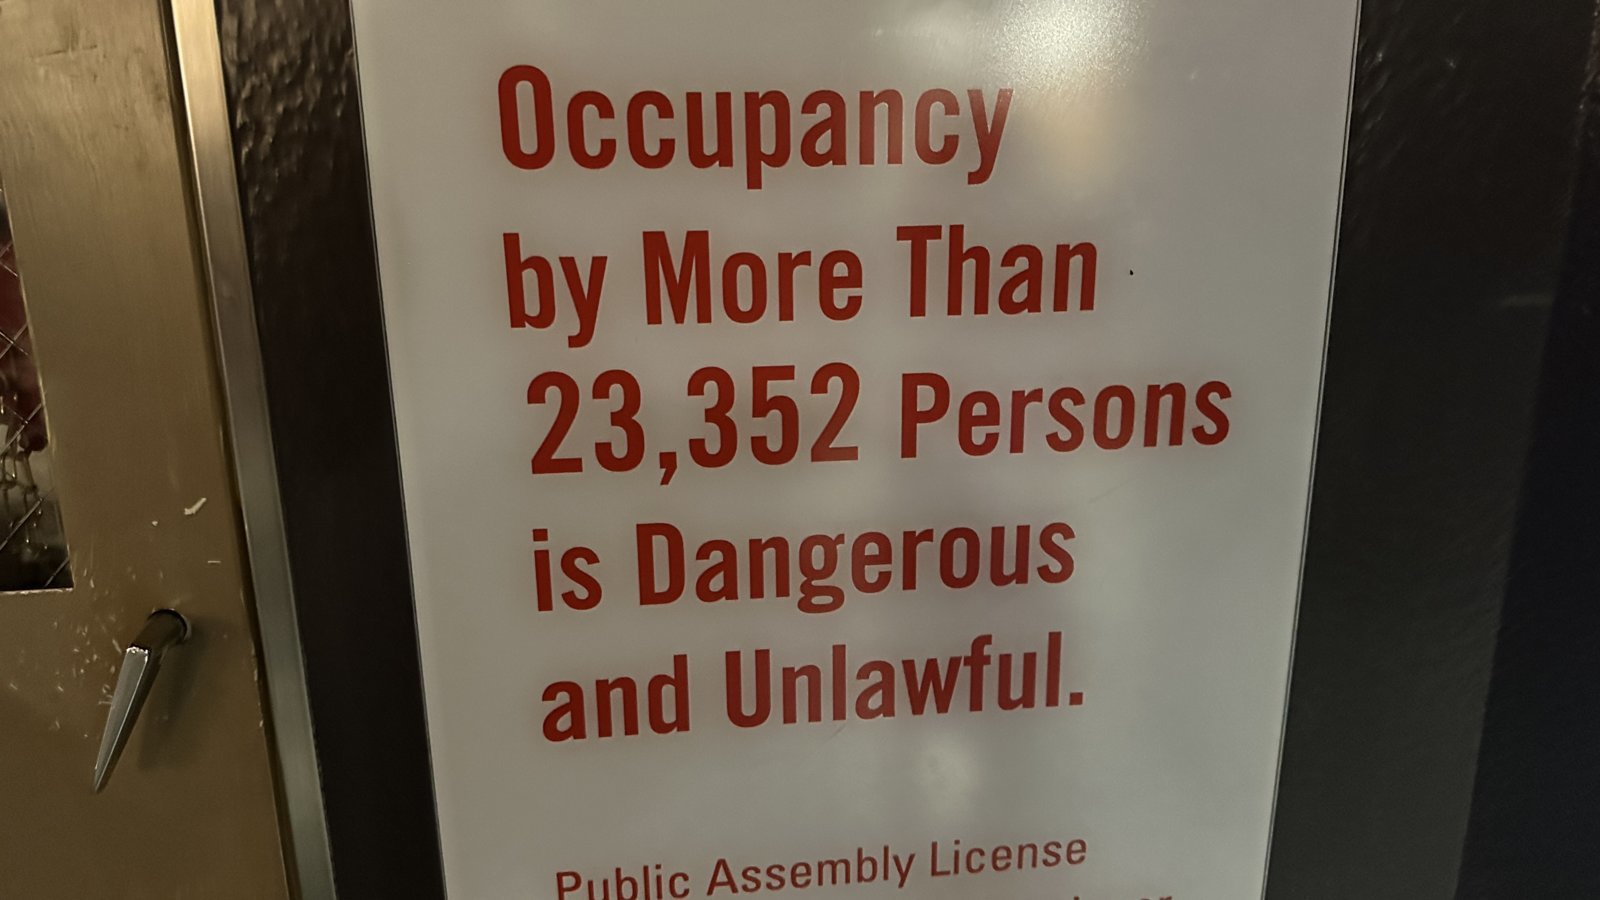 Occupancy
by More Than
23,352 Persons
is Dangerous
and Unlawful.
Public Assembly License